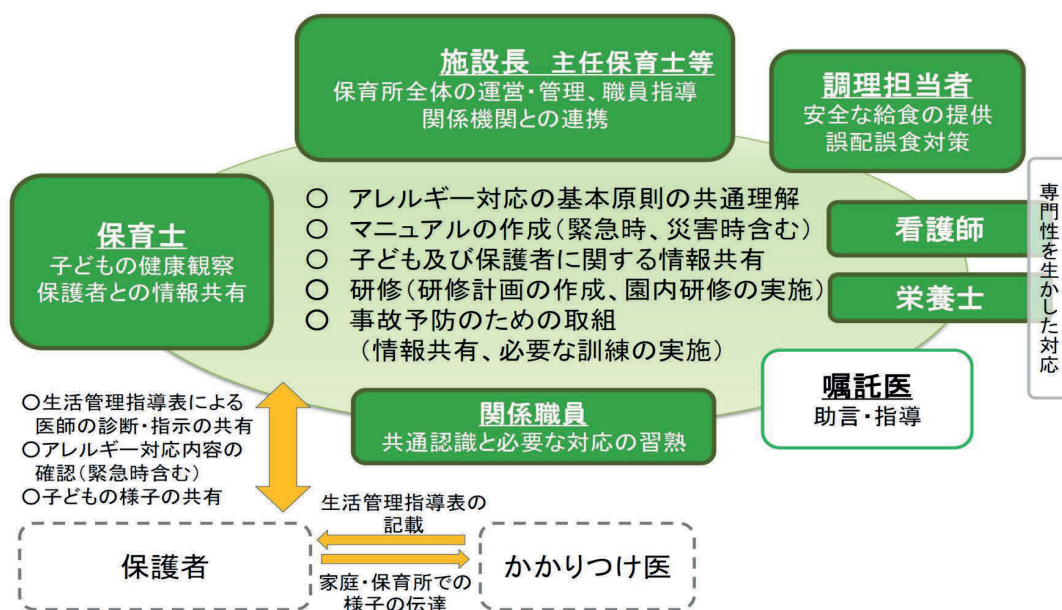 施設長 主任保育士等
保育所全体の運営・管理、職員指導
関係機関との連携
調理担当者
安全な給食の提供
誤配誤食対策
保育士
子どもの健康観察
保護者との情報共有
○ アレルギー対応の基本原則の共通理解
○ マニュアルの作成(緊急時、災害時含む)
○ 子ども及び保護者に関する情報共有
○ 研修(研修計画の作成、園内研修の実施)
○ 事故予防のための取組
(情報共有、必要な訓練の実施)
看護師
栄養士
専門性を生かした対応
嘱託医
助言・指導
関係職員
共通認識と必要な対応の習熟
○生活管理指導表による
医師の診断・指示の共有
○アレルギー対応内容の
確認(緊急時含む)
○子どもの様子の共有
保護者
生活管理指導表の
記載
家庭・保育所での
様子の伝達
かかりつけ医